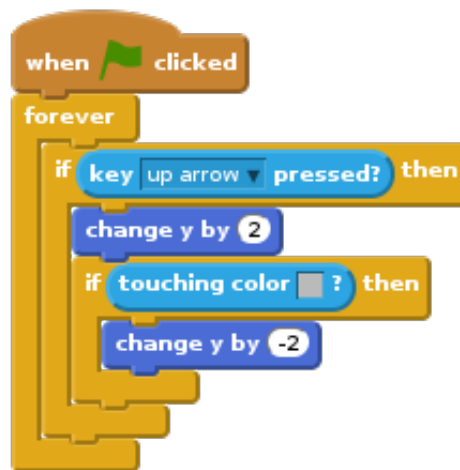 when clicked
forever
if key up arrow pressed? then
change y by 2
if touching color ? then
change y by -2